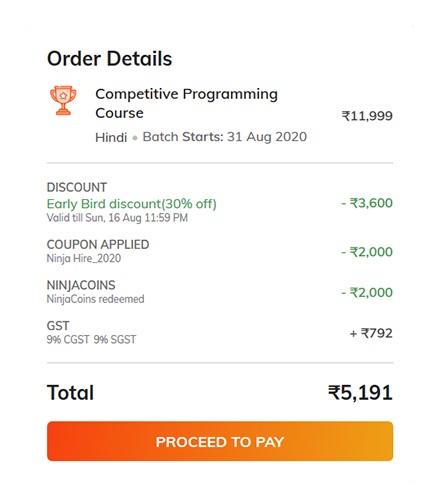 Order Details
Competitive Programming
Course
₹11,999
Hindi • Batch Starts: 31 Aug 2020
DISCOUNT
Early Bird discount(30% off)
- ₹3,600
Valid till Sun, 16 Aug 11:59 PM
COUPON APPLIED
- ₹2,000
Ninja Hire_2020
NINJACOINS
- ₹2,000
NinjaCoins redeemed
GST
+ ₹792
9% CGST 9% SGST
Total ₹5,191
PROCEED TO PAY